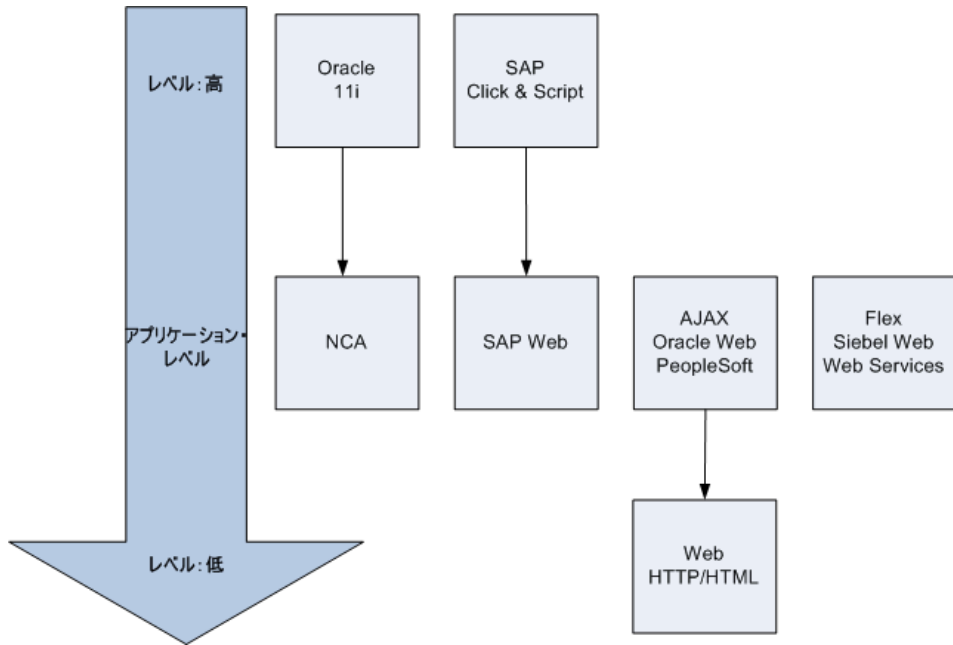 レベル：高
Oracle
11i
SAP
Click & Script
アプリケーション・
レベル
NCA
SAP Web
AJAX
Oracle Web
PeopleSoft
Flex
Siebel Web
Web Services
レベル：低
Web
HTTP/HTML